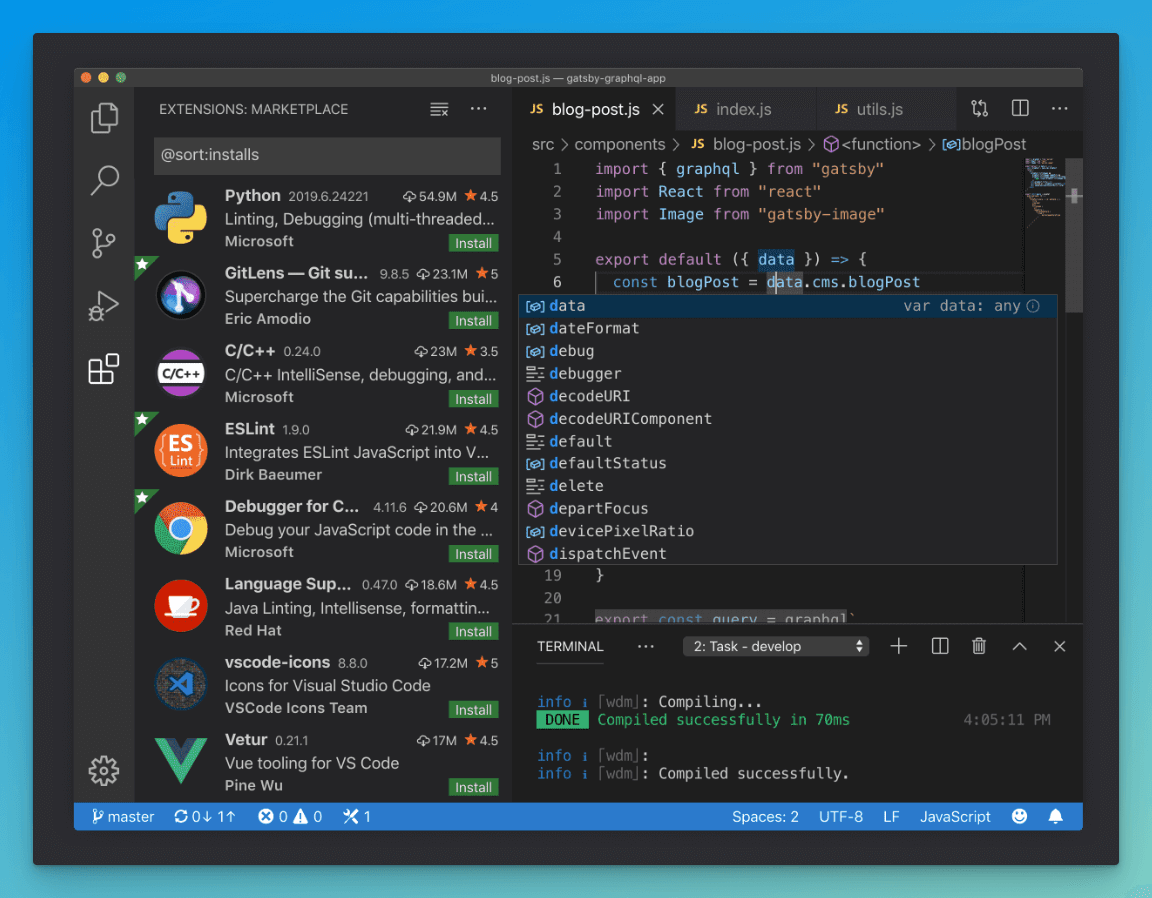 blog-post.js — gatsby-graphql-app
EXTENSIONS: MARKETPLACE
@sort:installs
Python 2019.6.24221 54.9M 4.5
Linting, Debugging (multi-threaded...
Microsoft Install
GitLens — Git su... 9.8.5 23.1M 5
Supercharge the Git capabilities bui...
Eric Amodio Install
C/C++
C/C++ 0.24.0 23M 3.5
C/C++ IntelliSense, debugging, and...
Microsoft Install
ES
Lint
ESLint 1.9.0 21.9M 4.5
Integrates ESLint JavaScript into V...
Dirk Baeumer Install
Debugger for C... 4.11.6 20.6M 4
Debug your JavaScript code in the ...
Microsoft Install
Language Sup... 0.47.0 18.6M 4.5
Java Linting, Intellisense, formattin...
Red Hat Install
vscode-icons 8.8.0 17.2M 5
Icons for Visual Studio Code
VSCode Icons Team Install
Vetur 0.21.1 17M 4.5
Vue tooling for VS Code
Pine Wu Install
JS blog-post.js JS index.js JS utils.js
src > components > JS blog-post.js > <function> > blogPost
1 import { graphql } from "gatsby"
2 import React from "react"
3 import Image from "gatsby-image"
4
5 export default ({ data }) => {
6 const blogPost = data.cms.blogPost
data var data: any
dateFormat
debug
debugger
decodeURI
decodeURIComponent
default
defaultStatus
delete
departFocus
devicePixelRatio
dispatchEvent
19 }
20
21 export const query = graphql`
TERMINAL ... 2: Task - develop
info i ｢wdm｣: Compiling...
DONE Compiled successfully in 70ms 4:05:11 PM
info i ｢wdm｣:
info i ｢wdm｣: Compiled successfully.
master 0↓ 1↑ 0 0 1 Spaces: 2 UTF-8 LF JavaScript